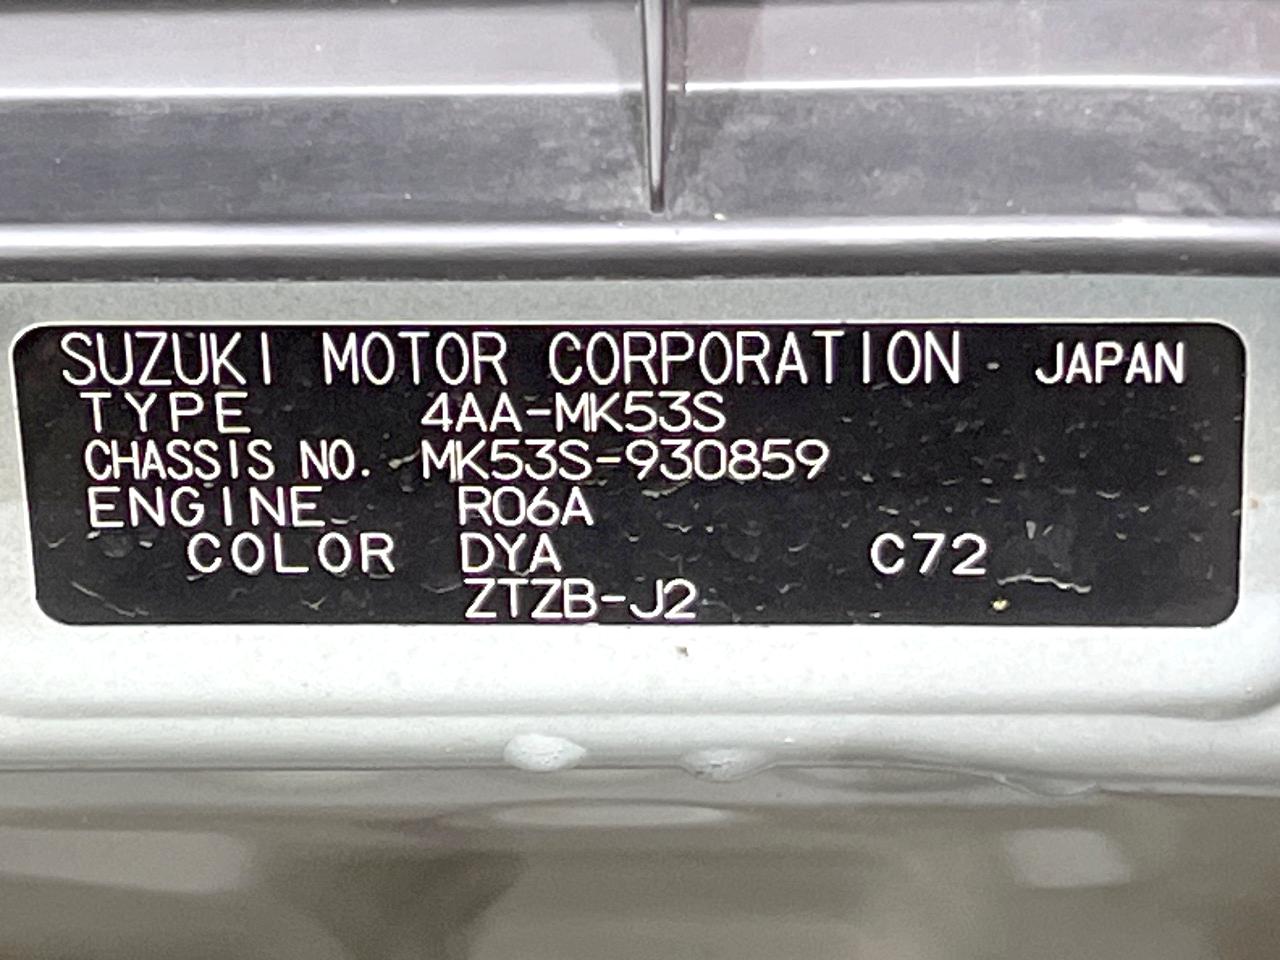 SUZUKI MOTOR CORPORATION JAPAN
TYPE 4AA-MK53S
CHASSIS NO. MK53S-930859
ENGINE R06A
COLOR DYA C72
ZTZB-J2